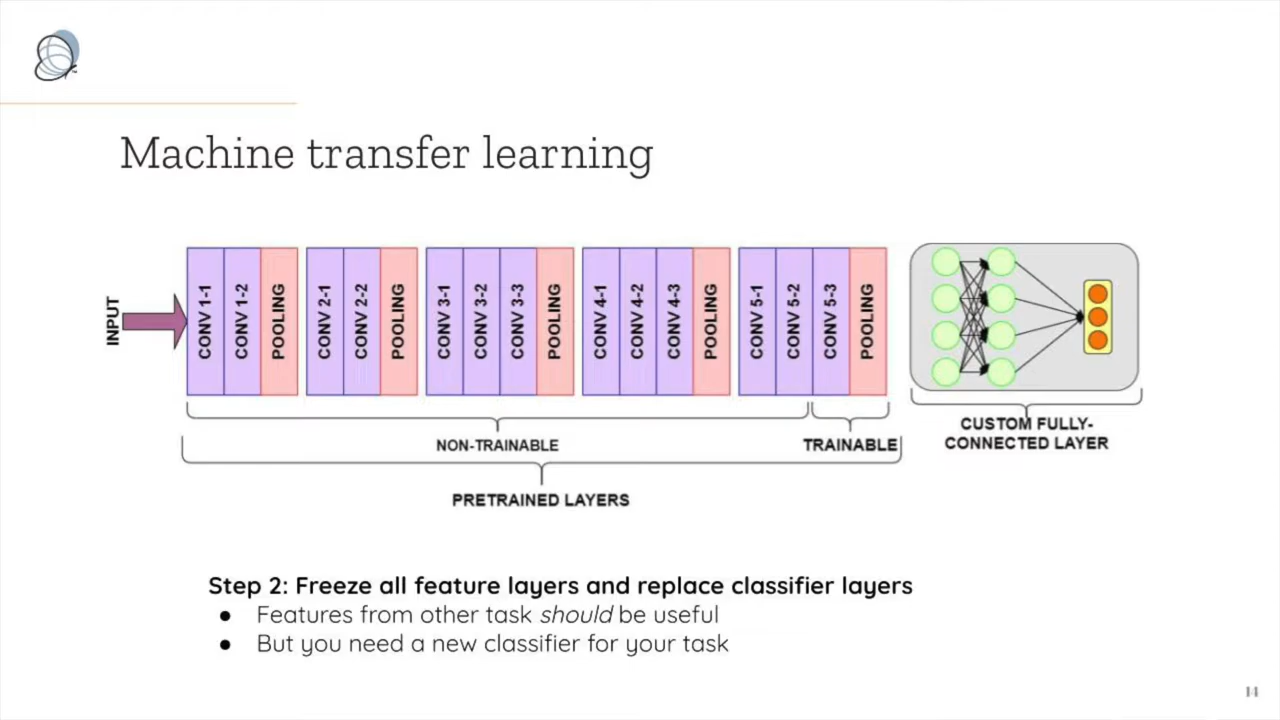 Machine transfer learning
INPUT
CONV 1-1
CONV 1-2
POOLING
CONV 2-1
CONV 2-2
POOLING
CONV 3-1
CONV 3-2
CONV 3-3
POOLING
CONV 4-1
CONV 4-2
CONV 4-3
POOLING
CONV 5-1
CONV 5-2
CONV 5-3
POOLING
NON-TRAINABLE
TRAINABLE
CUSTOM FULLY-
CONNECTED LAYER
PRETRAINED LAYERS
Step 2: Freeze all feature layers and replace classifier layers
● Features from other task should be useful
● But you need a new classifier for your task
14